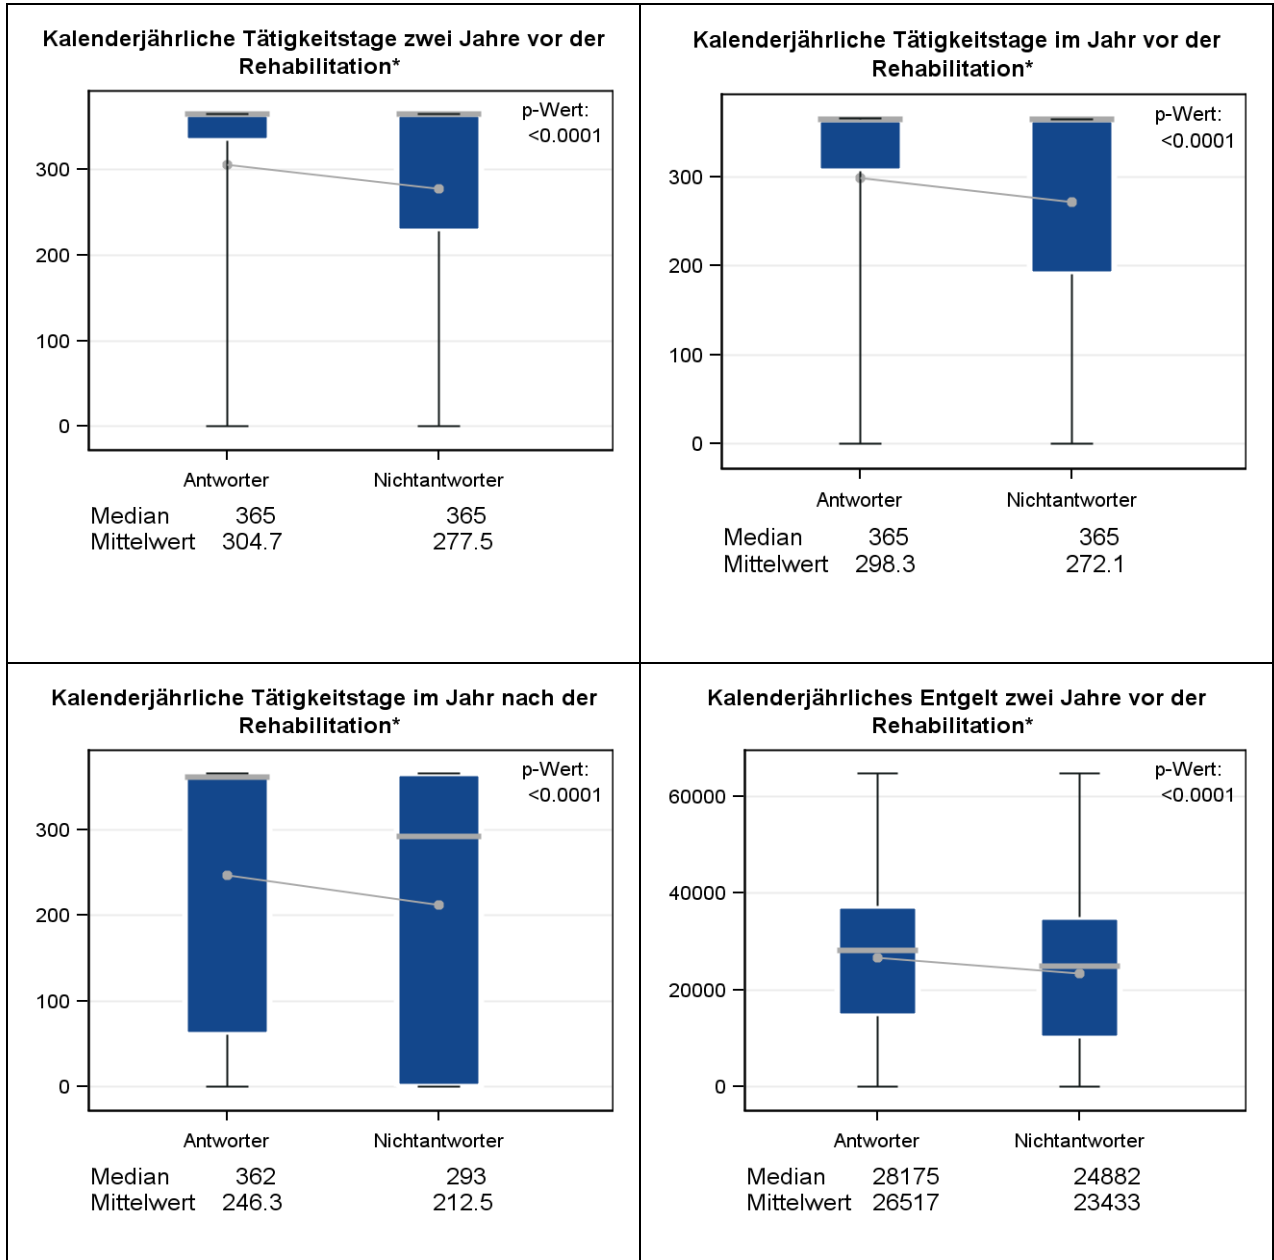 Kalenderjährliche Tätigkeitstage zwei Jahre vor der
Rehabilitation*
p-Wert:
<0.0001
300
200
100
0
Antworter Nichtantworter
Median 365 365
Mittelwert 304.7 277.5
Kalenderjährliche Tätigkeitstage im Jahr vor der
Rehabilitation*
p-Wert:
<0.0001
300
200
100
0
Antworter Nichtantworter
Median 365 365
Mittelwert 298.3 272.1
Kalenderjährliche Tätigkeitstage im Jahr nach der
Rehabilitation*
p-Wert:
<0.0001
300
200
100
0
Antworter Nichtantworter
Median 362 293
Mittelwert 246.3 212.5
Kalenderjährliches Entgelt zwei Jahre vor der
Rehabilitation*
p-Wert:
<0.0001
60000
40000
20000
0
Antworter Nichtantworter
Median 28175 24882
Mittelwert 26517 23433